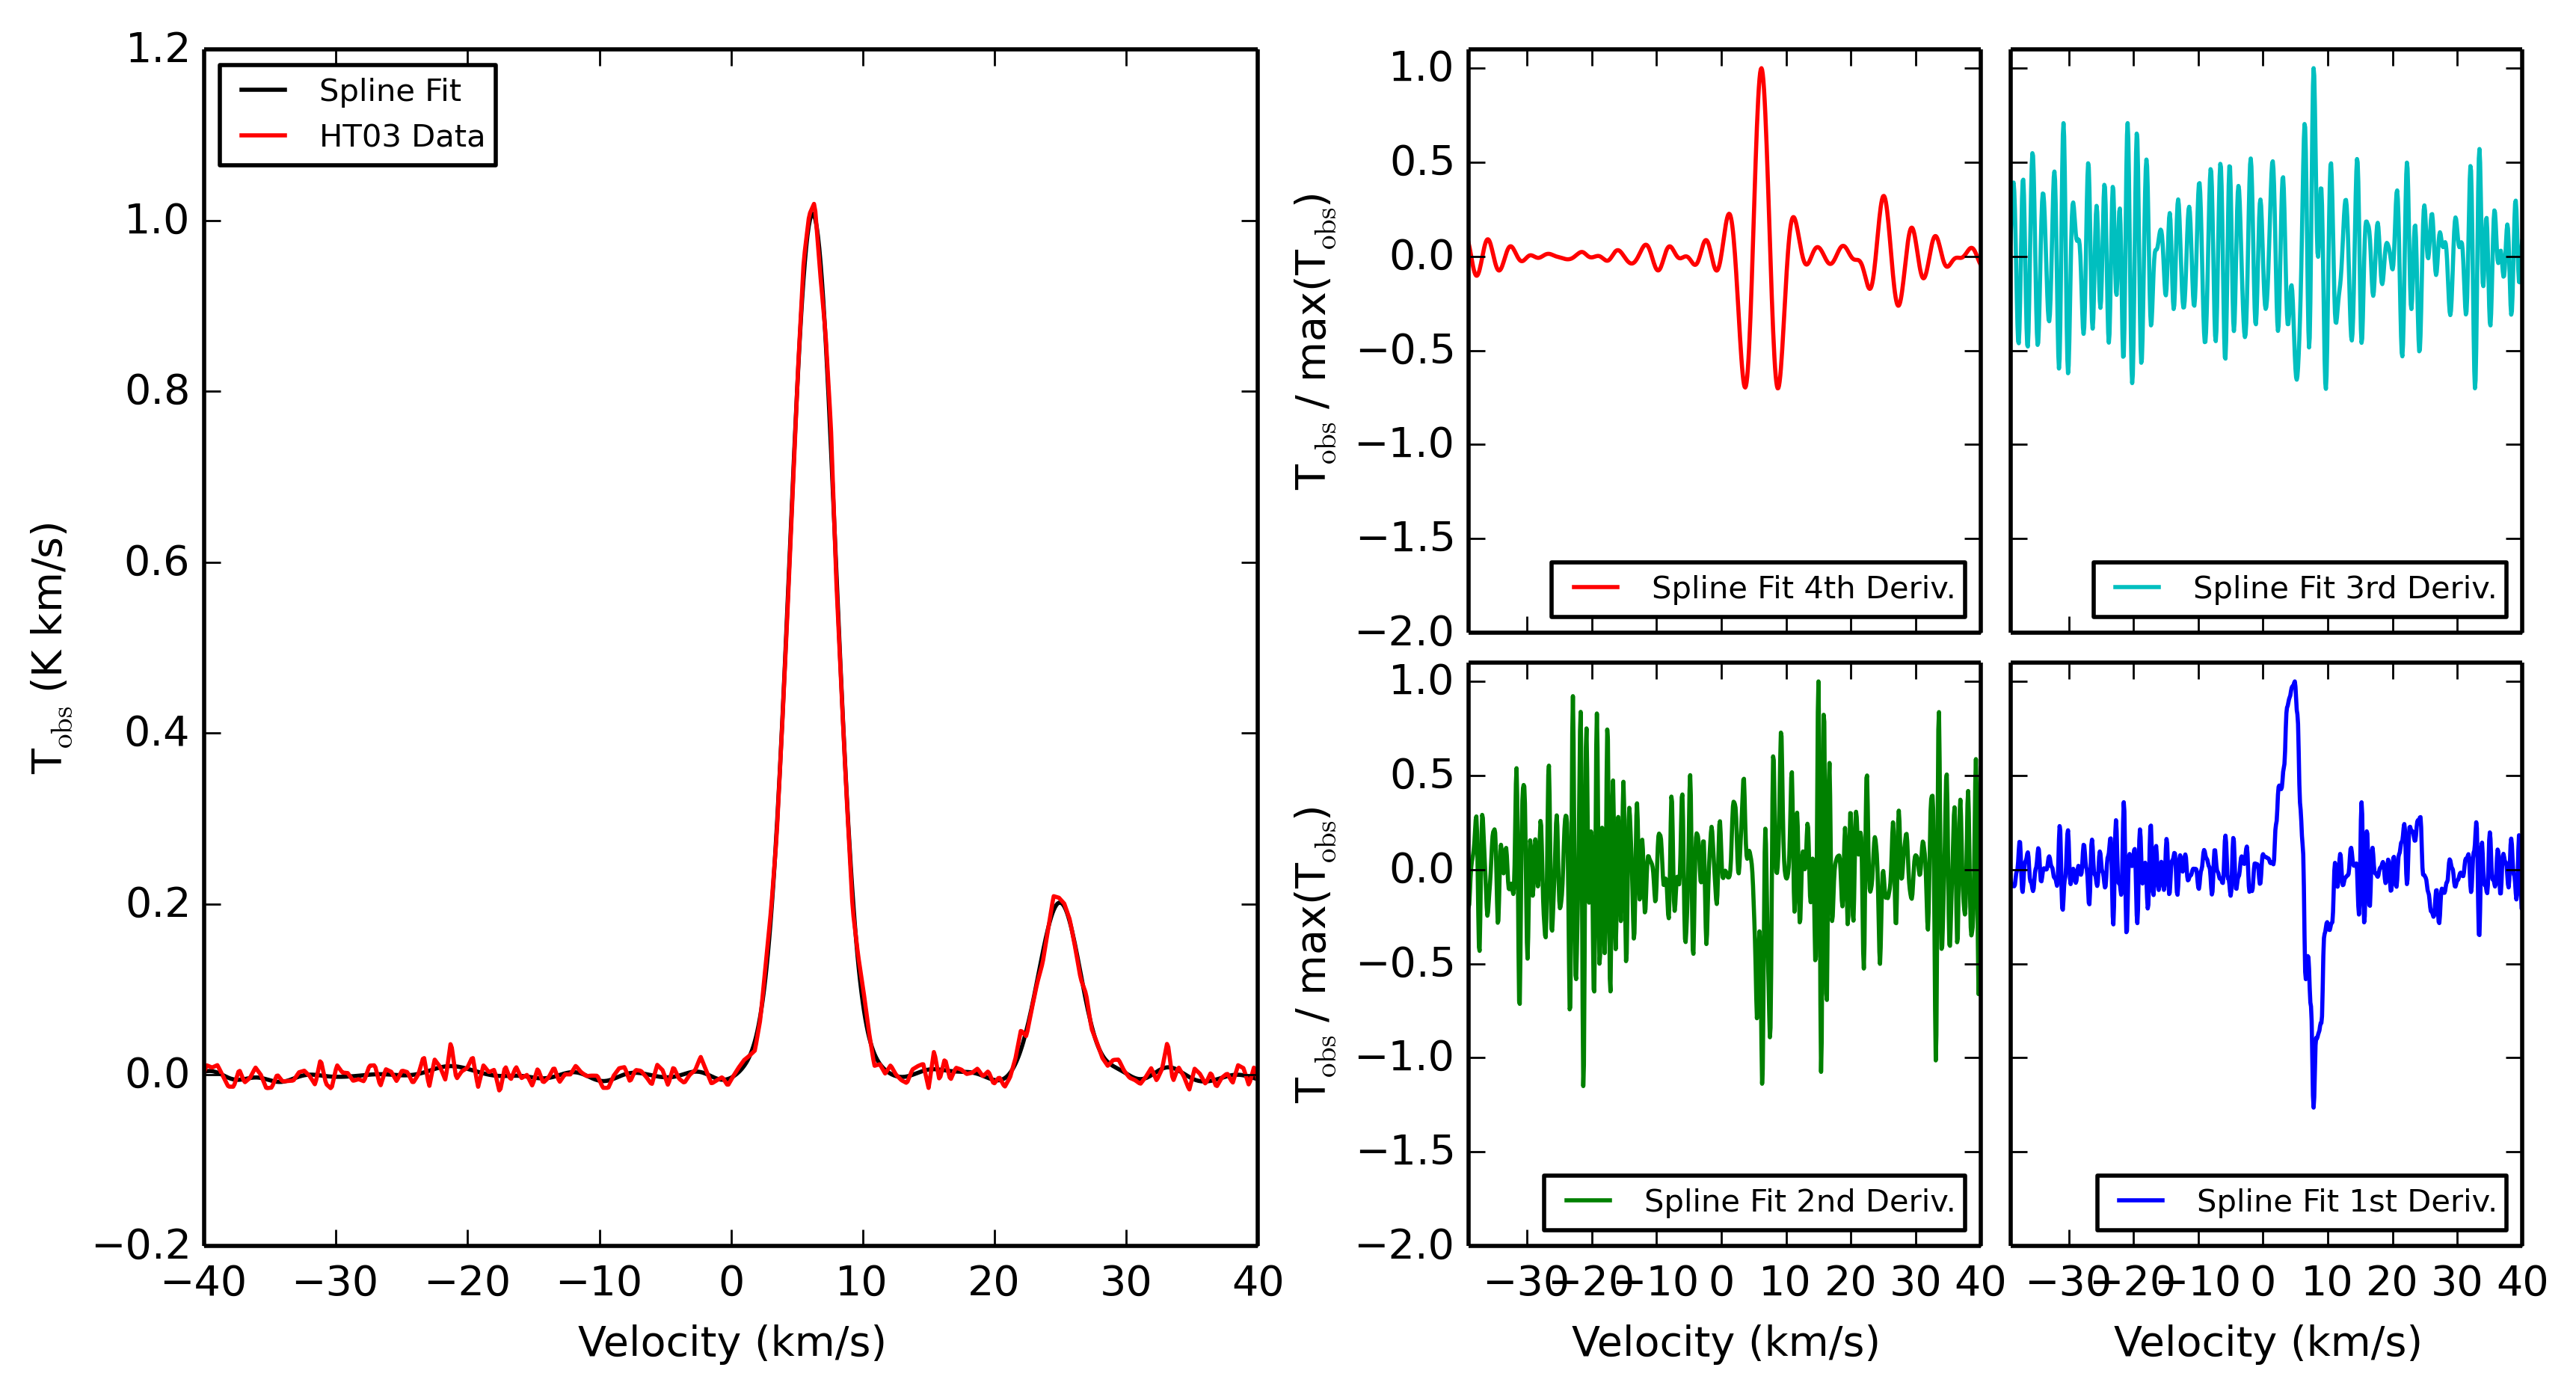 1.2
1.0
0.8
0.6
0.4
0.2
0.0
−0.2
T_obs (K km/s)
Spline Fit
HT03 Data
−40 −30 −20 −10 0 10 20 30 40
Velocity (km/s)
1.0
0.5
0.0
−0.5
−1.0
−1.5
−2.0
T_obs / max(T_obs)
Spline Fit 4th Deriv.
Spline Fit 3rd Deriv.
1.0
0.5
0.0
−0.5
−1.0
−1.5
−2.0
T_obs / max(T_obs)
Spline Fit 2nd Deriv.
Spline Fit 1st Deriv.
−30 −20 −10 0 10 20 30 40
−30 −20 −10 0 10 20 30 40
Velocity (km/s)
Velocity (km/s)